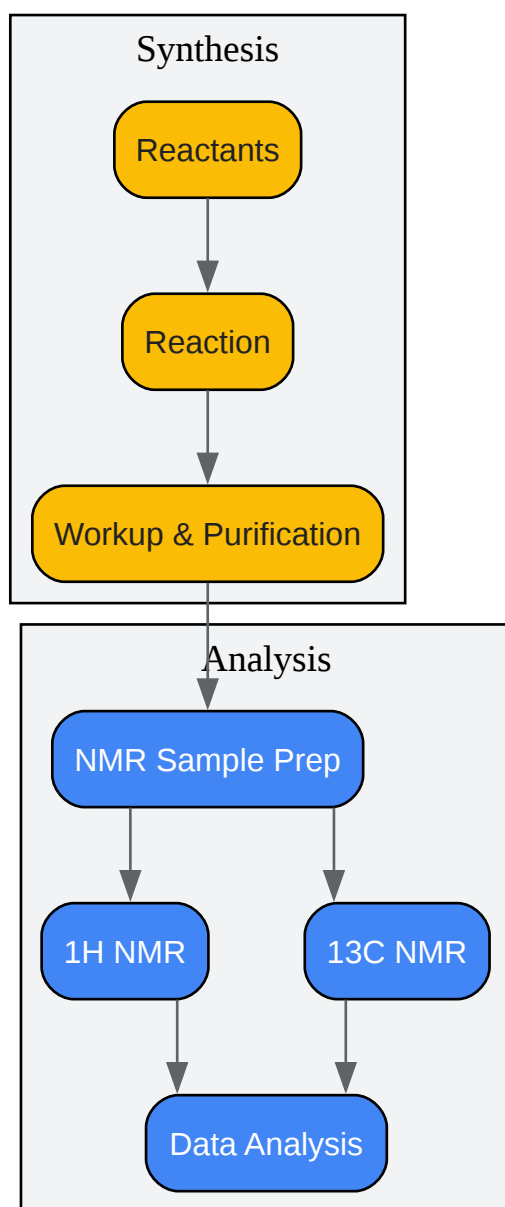 Synthesis
Reactants
Reaction
Workup & Purification
Analysis
NMR Sample Prep
1H NMR
13C NMR
Data Analysis